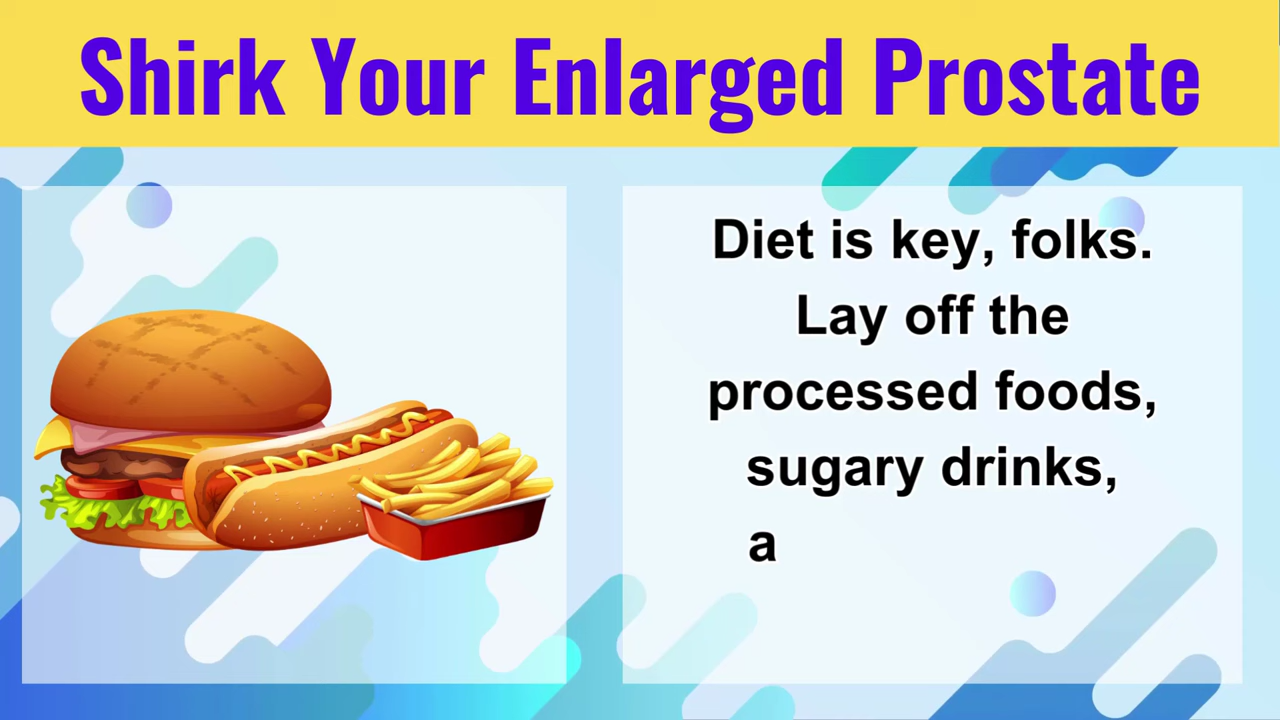 Shirk Your Enlarged Prostate
Diet is key, folks.
Lay off the
processed foods,
sugary drinks,
a